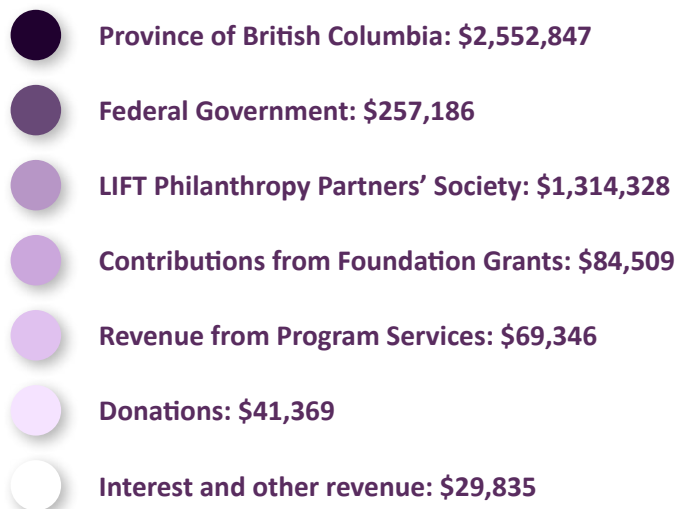 Province of British Columbia: $2,552,847
Federal Government: $257,186
LIFT Philanthropy Partners’ Society: $1,314,328
Contributions from Foundation Grants: $84,509
Revenue from Program Services: $69,346
Donations: $41,369
Interest and other revenue: $29,835